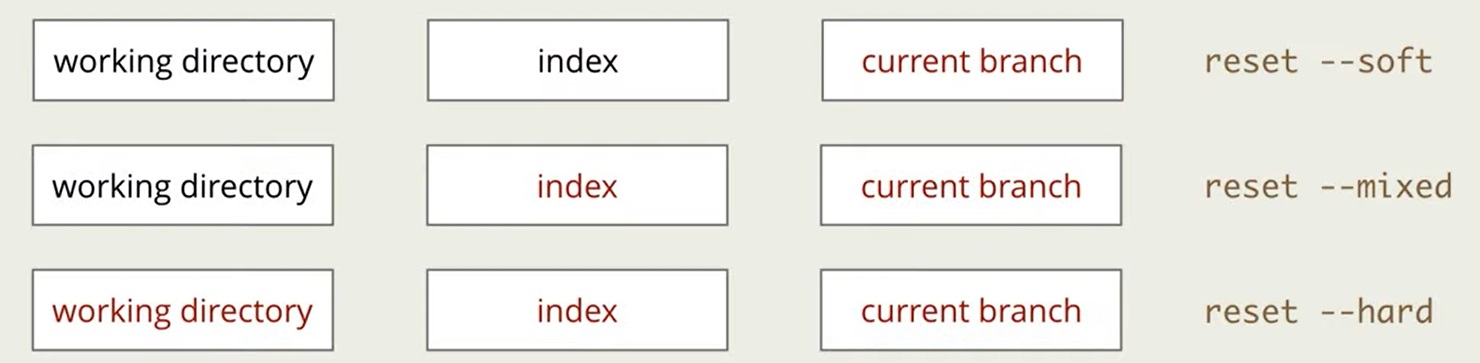 working directory index current branch reset --soft
working directory index current branch reset --mixed
working directory index current branch reset --hard